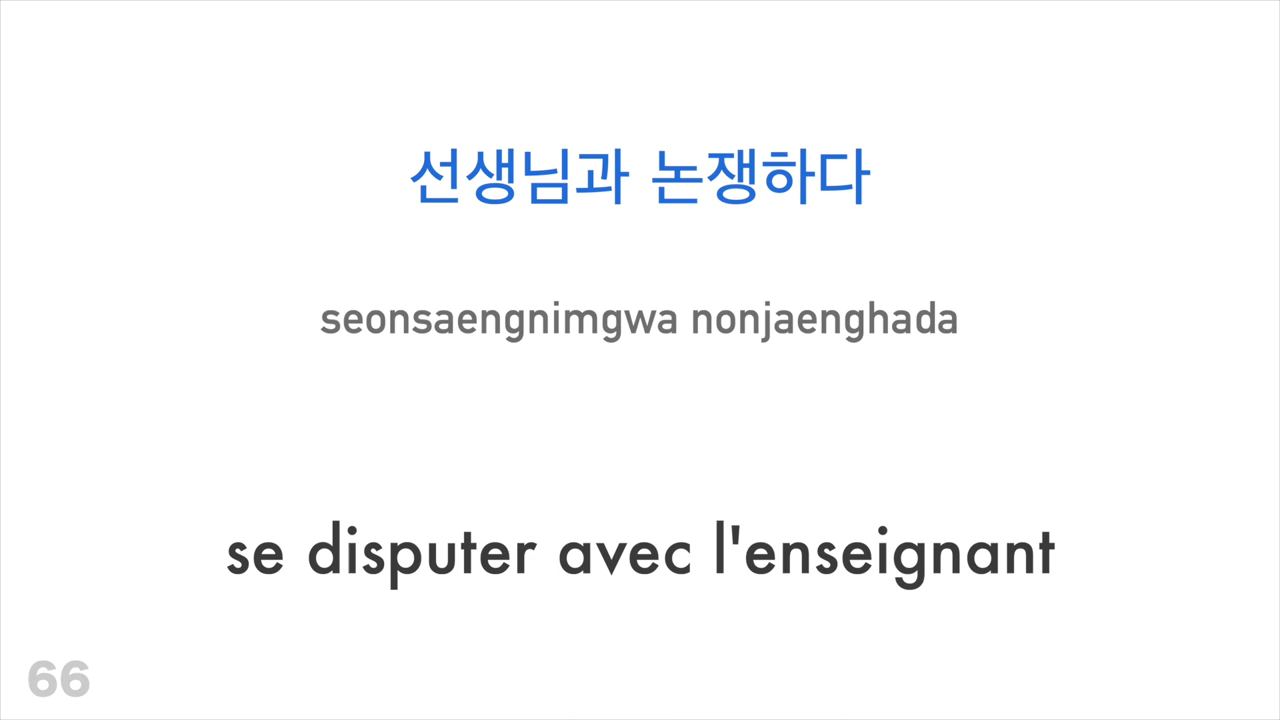 선생님과 논쟁하다
seonsaengnimgwa nonjaenghada
se disputer avec l'enseignant
66